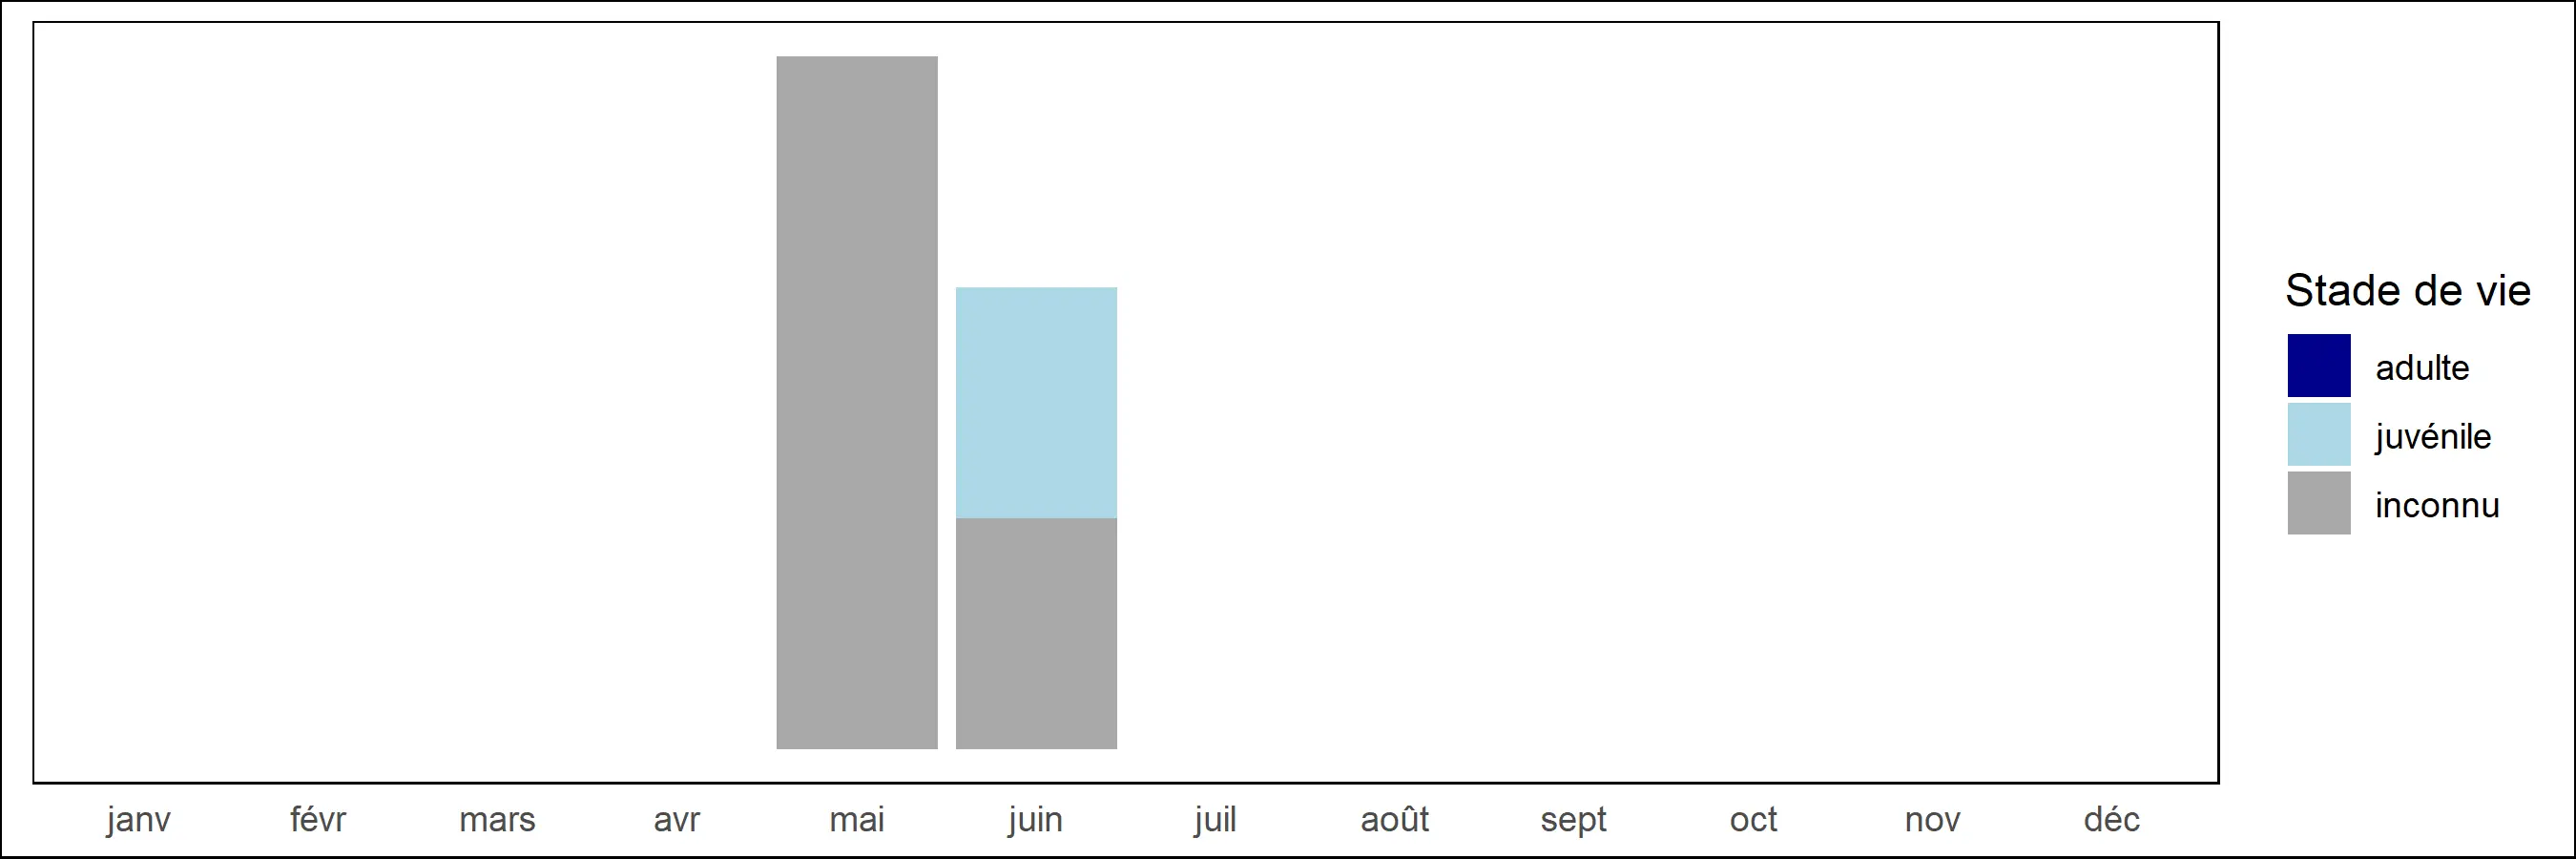 Stade de vie
adulte
juvénile
inconnu
janv févr mars avr mai juin juil août sept oct nov déc